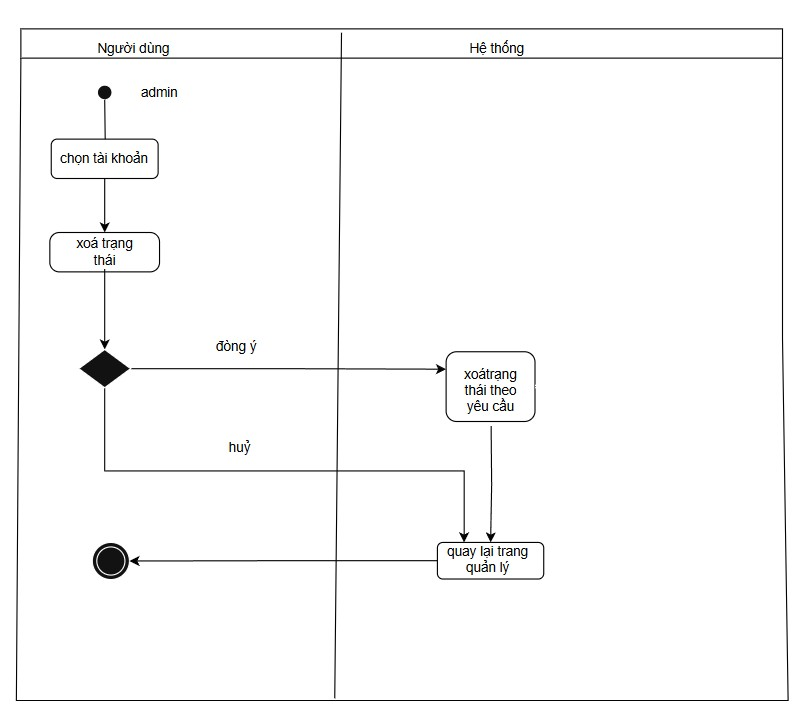 Người dùng
Hệ thống
admin
chọn tài khoản
xoá trạng
thái
đòng ý
xoátrạng
thái theo
yêu cầu
huỷ
quay lại trang
quản lý